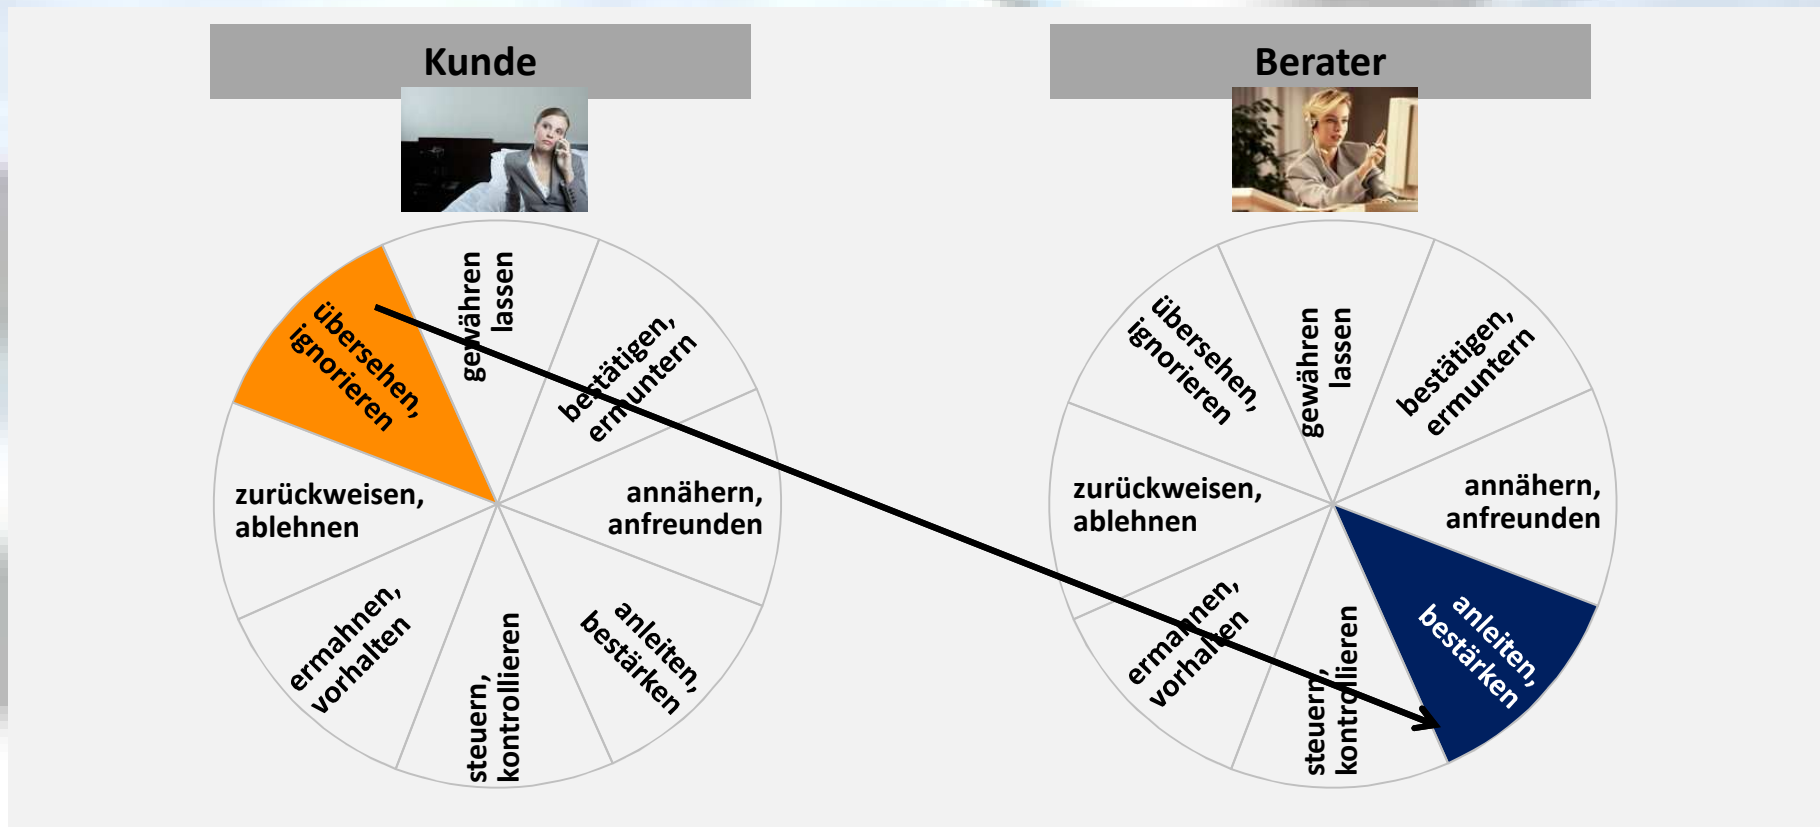 Kunde
Berater
übersehen,
ignorieren
gewähren
lassen
bestätigen,
ermuntern
annähern,
anfreunden
anleiten,
bestärken
steuern,
kontrollieren
ermahnen,
vorhalten
zurückweisen,
ablehnen
übersehen,
ignorieren
gewähren
lassen
bestätigen,
ermuntern
annähern,
anfreunden
anleiten,
bestärken
steuern,
kontrollieren
ermahnen,
vorhalten
zurückweisen,
ablehnen